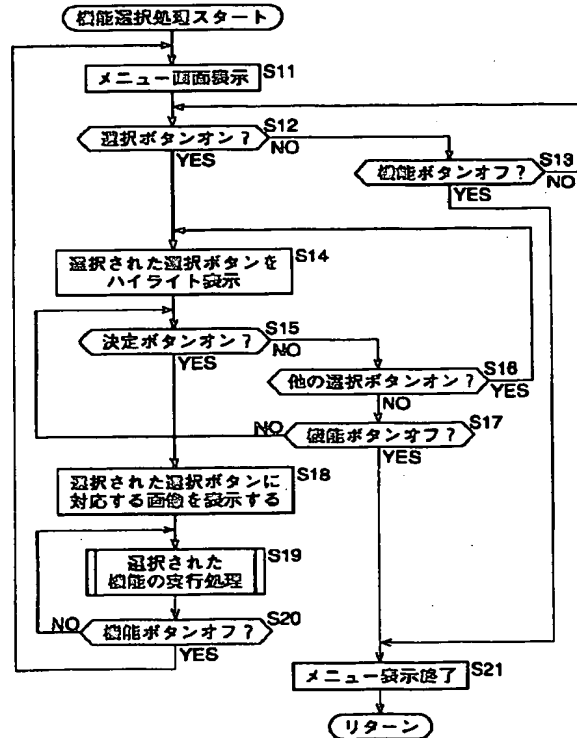 機能選択処理スタート
メニュー画面表示
S11
選択ボタンオン?
S12
YES
NO
機能ボタンオフ?
S13
YES
NO
選択された選択ボタンを
ハイライト表示
S14
決定ボタンオン?
S15
YES
NO
他の選択ボタンオン?
S16
YES
NO
機能ボタンオフ?
S17
NO
YES
選択された選択ボタンに
対応する画像を表示する
S18
選択された
機能の実行処理
S19
機能ボタンオフ?
S20
NO
YES
メニュー表示終了
S21
リターン